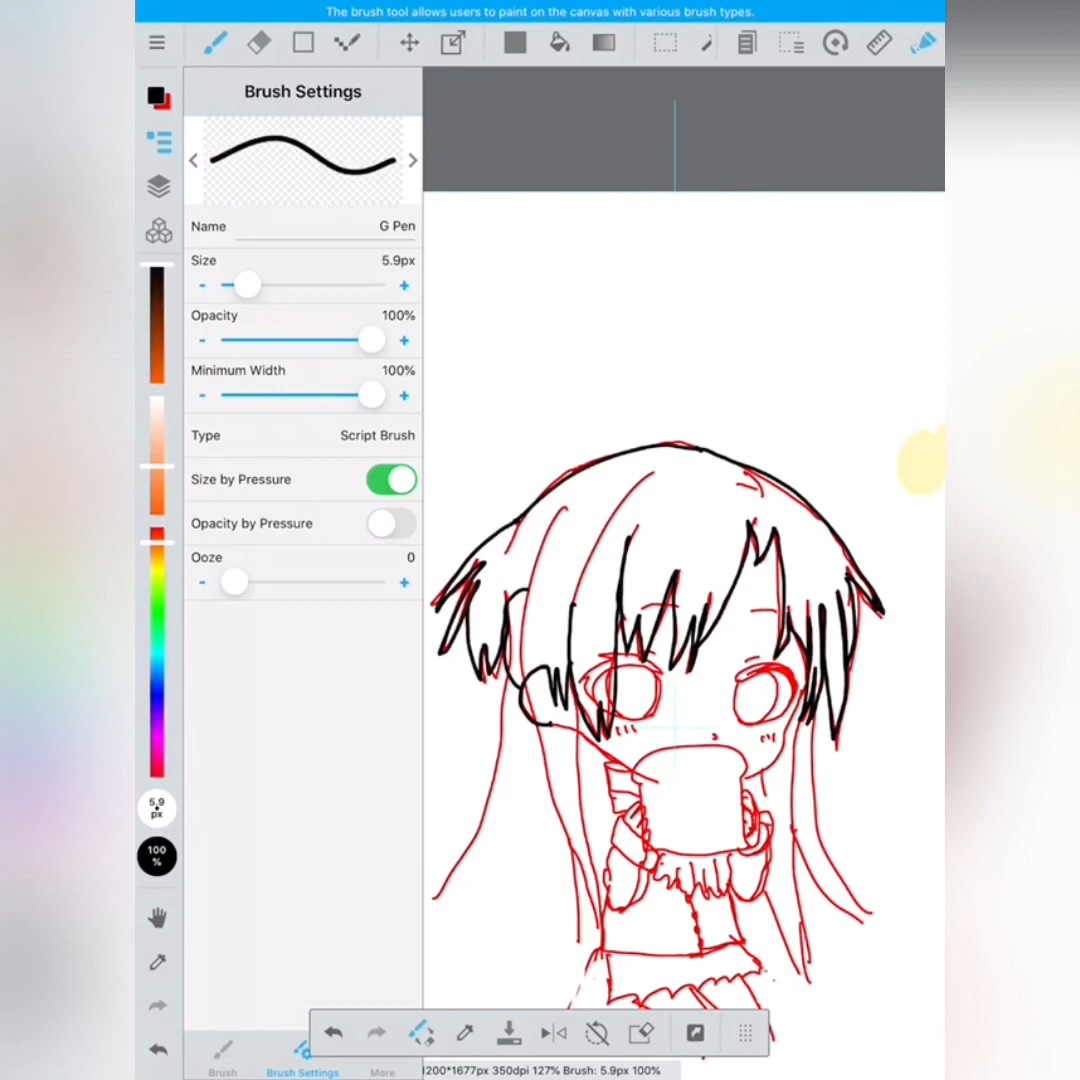 The brush tool allows users to paint on the canvas with various brush types.
Brush Settings
Name G Pen
Size 5.9px
- +
Opacity 100%
- +
Minimum Width 100%
- +
Type Script Brush
Size by Pressure
Opacity by Pressure
Ooze 0
- +
5.9
px
100
%
Brush Brush Settings More
1200*1677px 350dpi 127% Brush: 5.9px 100%